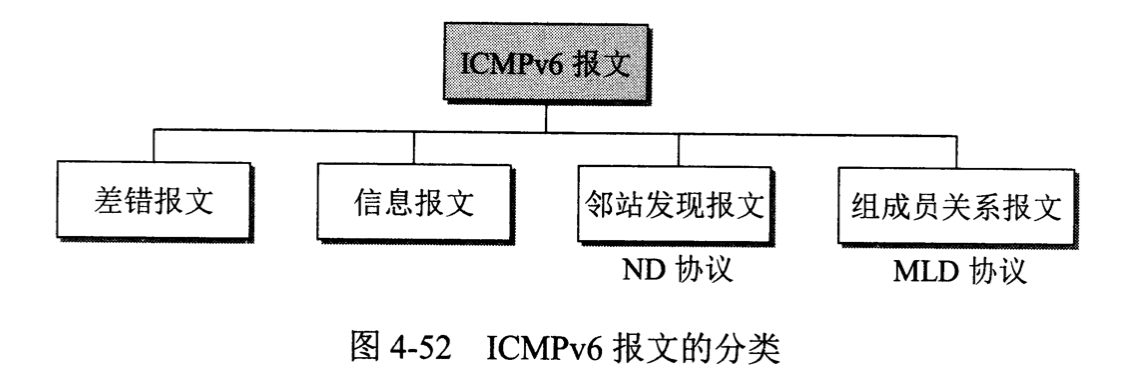 ICMPv6 报文
差错报文
信息报文
邻站发现报文
组成员关系报文
ND 协议
MLD 协议
图 4-52 ICMPv6 报文的分类